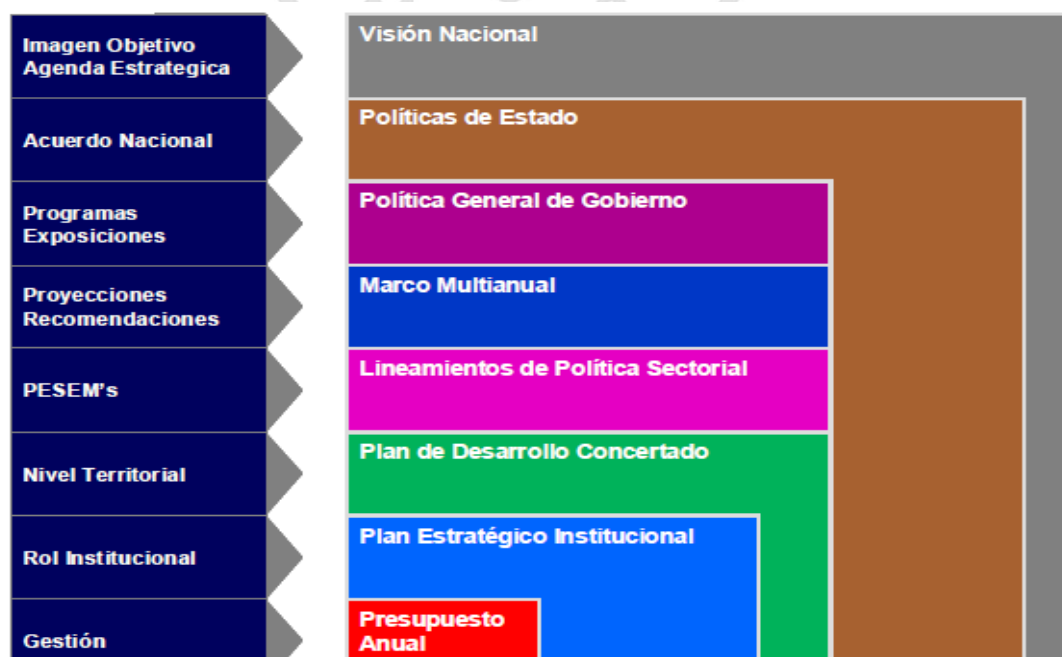 Imagen Objetivo
Agenda Estrategica
Visión Nacional
Acuerdo Nacional
Políticas de Estado
Programas
Exposiciones
Política General de Gobierno
Proyecciones
Recomendaciones
Marco Multianual
PESEM's
Lineamientos de Política Sectorial
Nivel Territorial
Plan de Desarrollo Concertado
Rol Institucional
Plan Estratégico Institucional
Gestión
Presupuesto
Anual